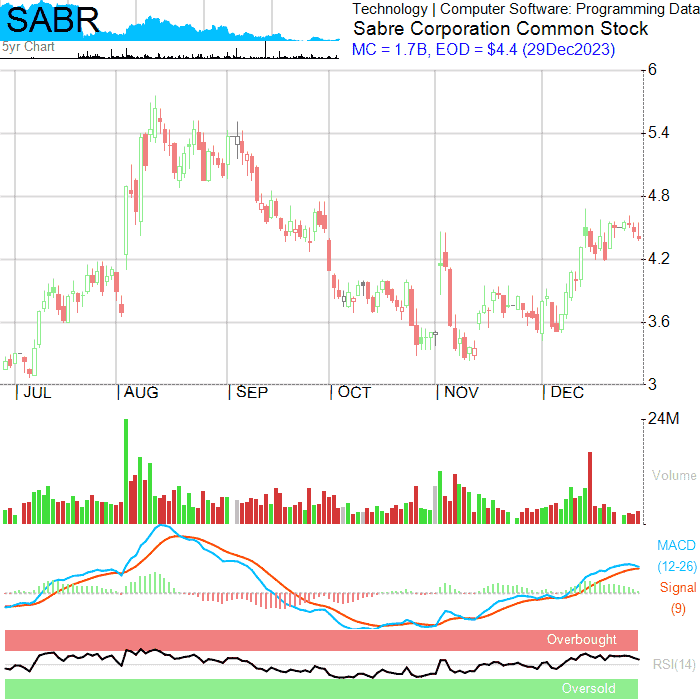 SABR
5yr Chart
Technology | Computer Software: Programming Data
Sabre Corporation Common Stock
MC = 1.7B, EOD = $4.4 (29Dec2023)
6
5.4
4.8
4.2
3.6
3
JUL AUG SEP OCT NOV DEC
24M
Volume
MACD
(12-26)
Signal
(9)
Overbought
RSI(14)
Oversold